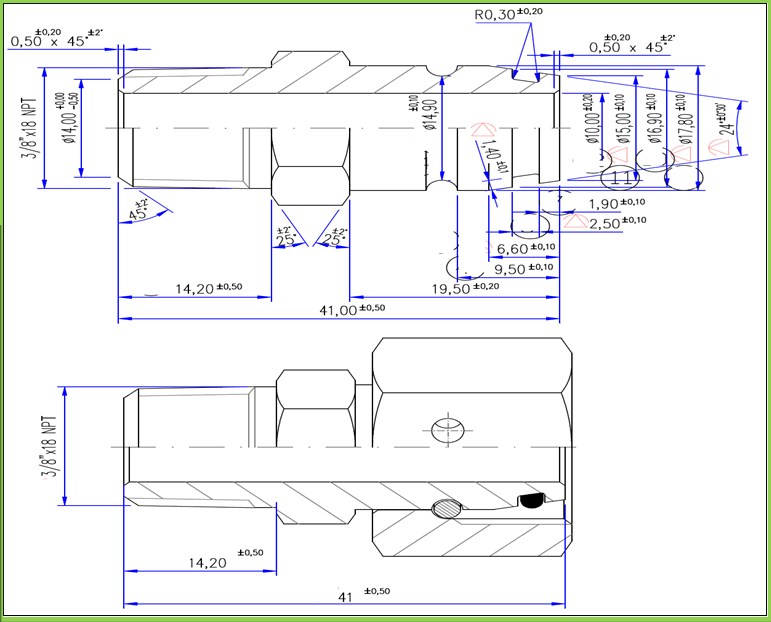 R0,30±0,20
0,50 x 45°±2°
±0,20
0,50 x 45°±2°
±0,20
3/8"x18 NPT
ø14,00 +0,00 -0,50
ø14,90 ±0,10
1,40±0,1
ø10,00±0,20
ø15,00±0,10
ø16,90±0,10
ø17,80±0,10
24°±0°30'
11
45°±2°
25° ±2°
25° ±2°
1,90±0,10
2,50±0,10
6,60±0,10
9,50±0,10
14,20±0,50
19,50±0,20
41,00±0,50
3/8"x18 NPT
14,20 ±0,50
41 ±0,50